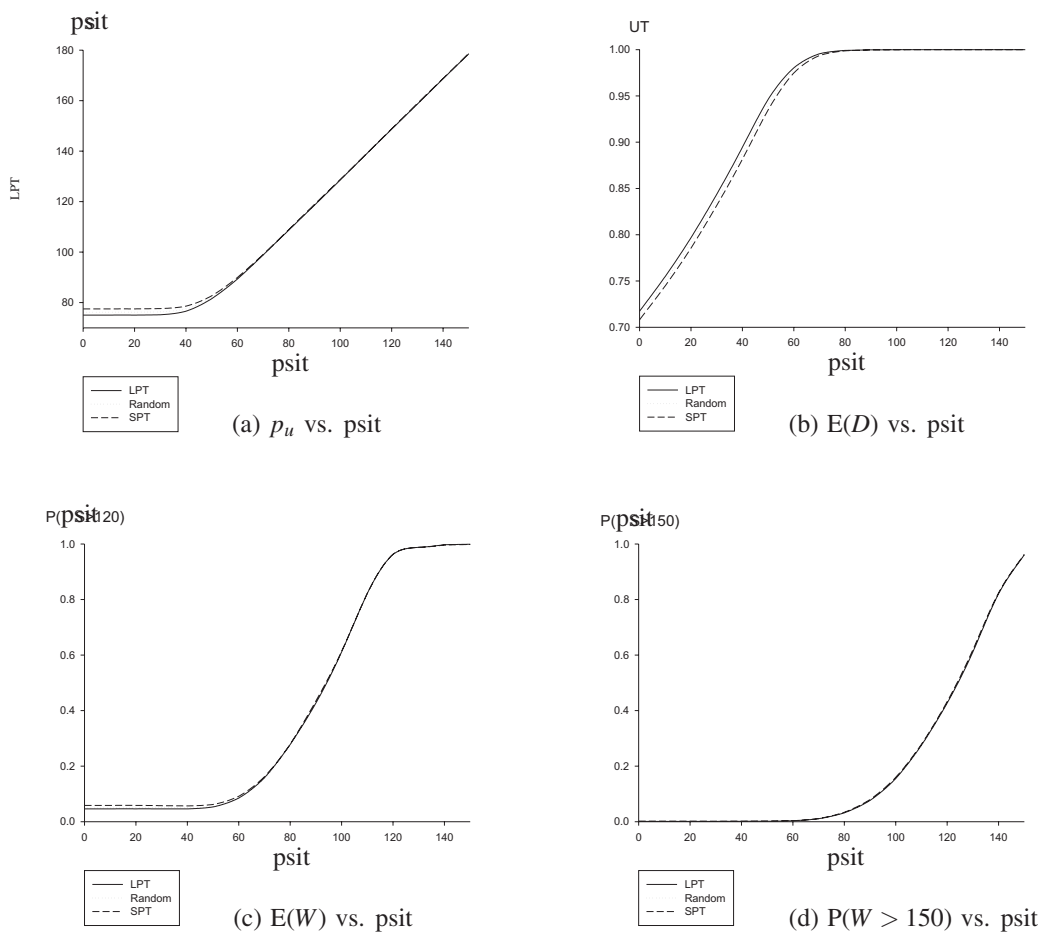 psit
UT
180
1.00
160
0.95
140
0.90
LPT
0.85
120
0.80
100
0.75
80
0.70
0 20 40 60 80 100 120 140
0 20 40 60 80 100 120 140
psit
psit
LPT
Random
SPT
LPT
Random
SPT
(a) p_u vs. psit
(b) E(D) vs. psit
psit
P( >120)
psit
P( >150)
1.0
1.0
0.8
0.8
0.6
0.6
0.4
0.4
0.2
0.2
0.0
0.0
0 20 40 60 80 100 120 140
0 20 40 60 80 100 120 140
psit
psit
LPT
Random
SPT
LPT
Random
SPT
(c) E(W) vs. psit
(d) P(W > 150) vs. psit